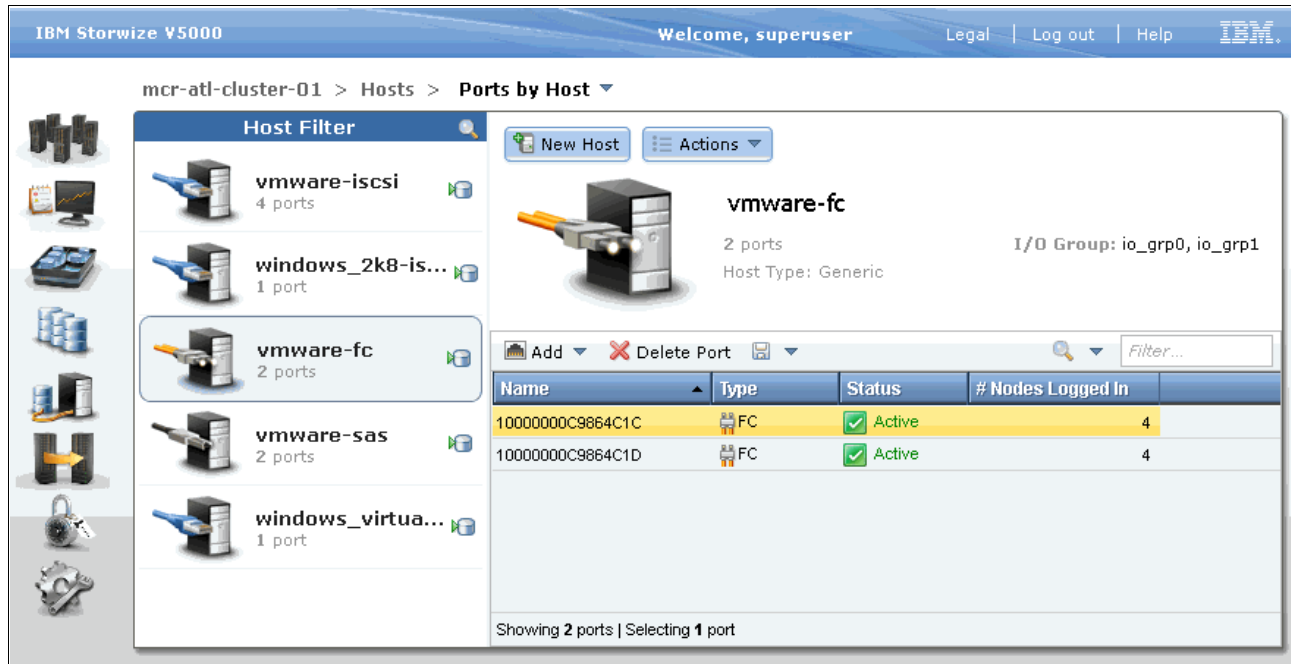 IBM Storwize V5000 Welcome, superuser Legal | Log out | Help IBM.
mcr-atl-cluster-01 > Hosts > Ports by Host
Host Filter
vmware-iscsi
4 ports
windows_2k8-is...
1 port
vmware-fc
2 ports
vmware-sas
2 ports
windows_virtua...
1 port
New Host Actions
vmware-fc
2 ports I/O Group: io_grp0, io_grp1
Host Type: Generic
Add Delete Port Filter...
Name Type Status # Nodes Logged In
10000000C9864C1C FC Active 4
10000000C9864C1D FC Active 4
Showing 2 ports | Selecting 1 port